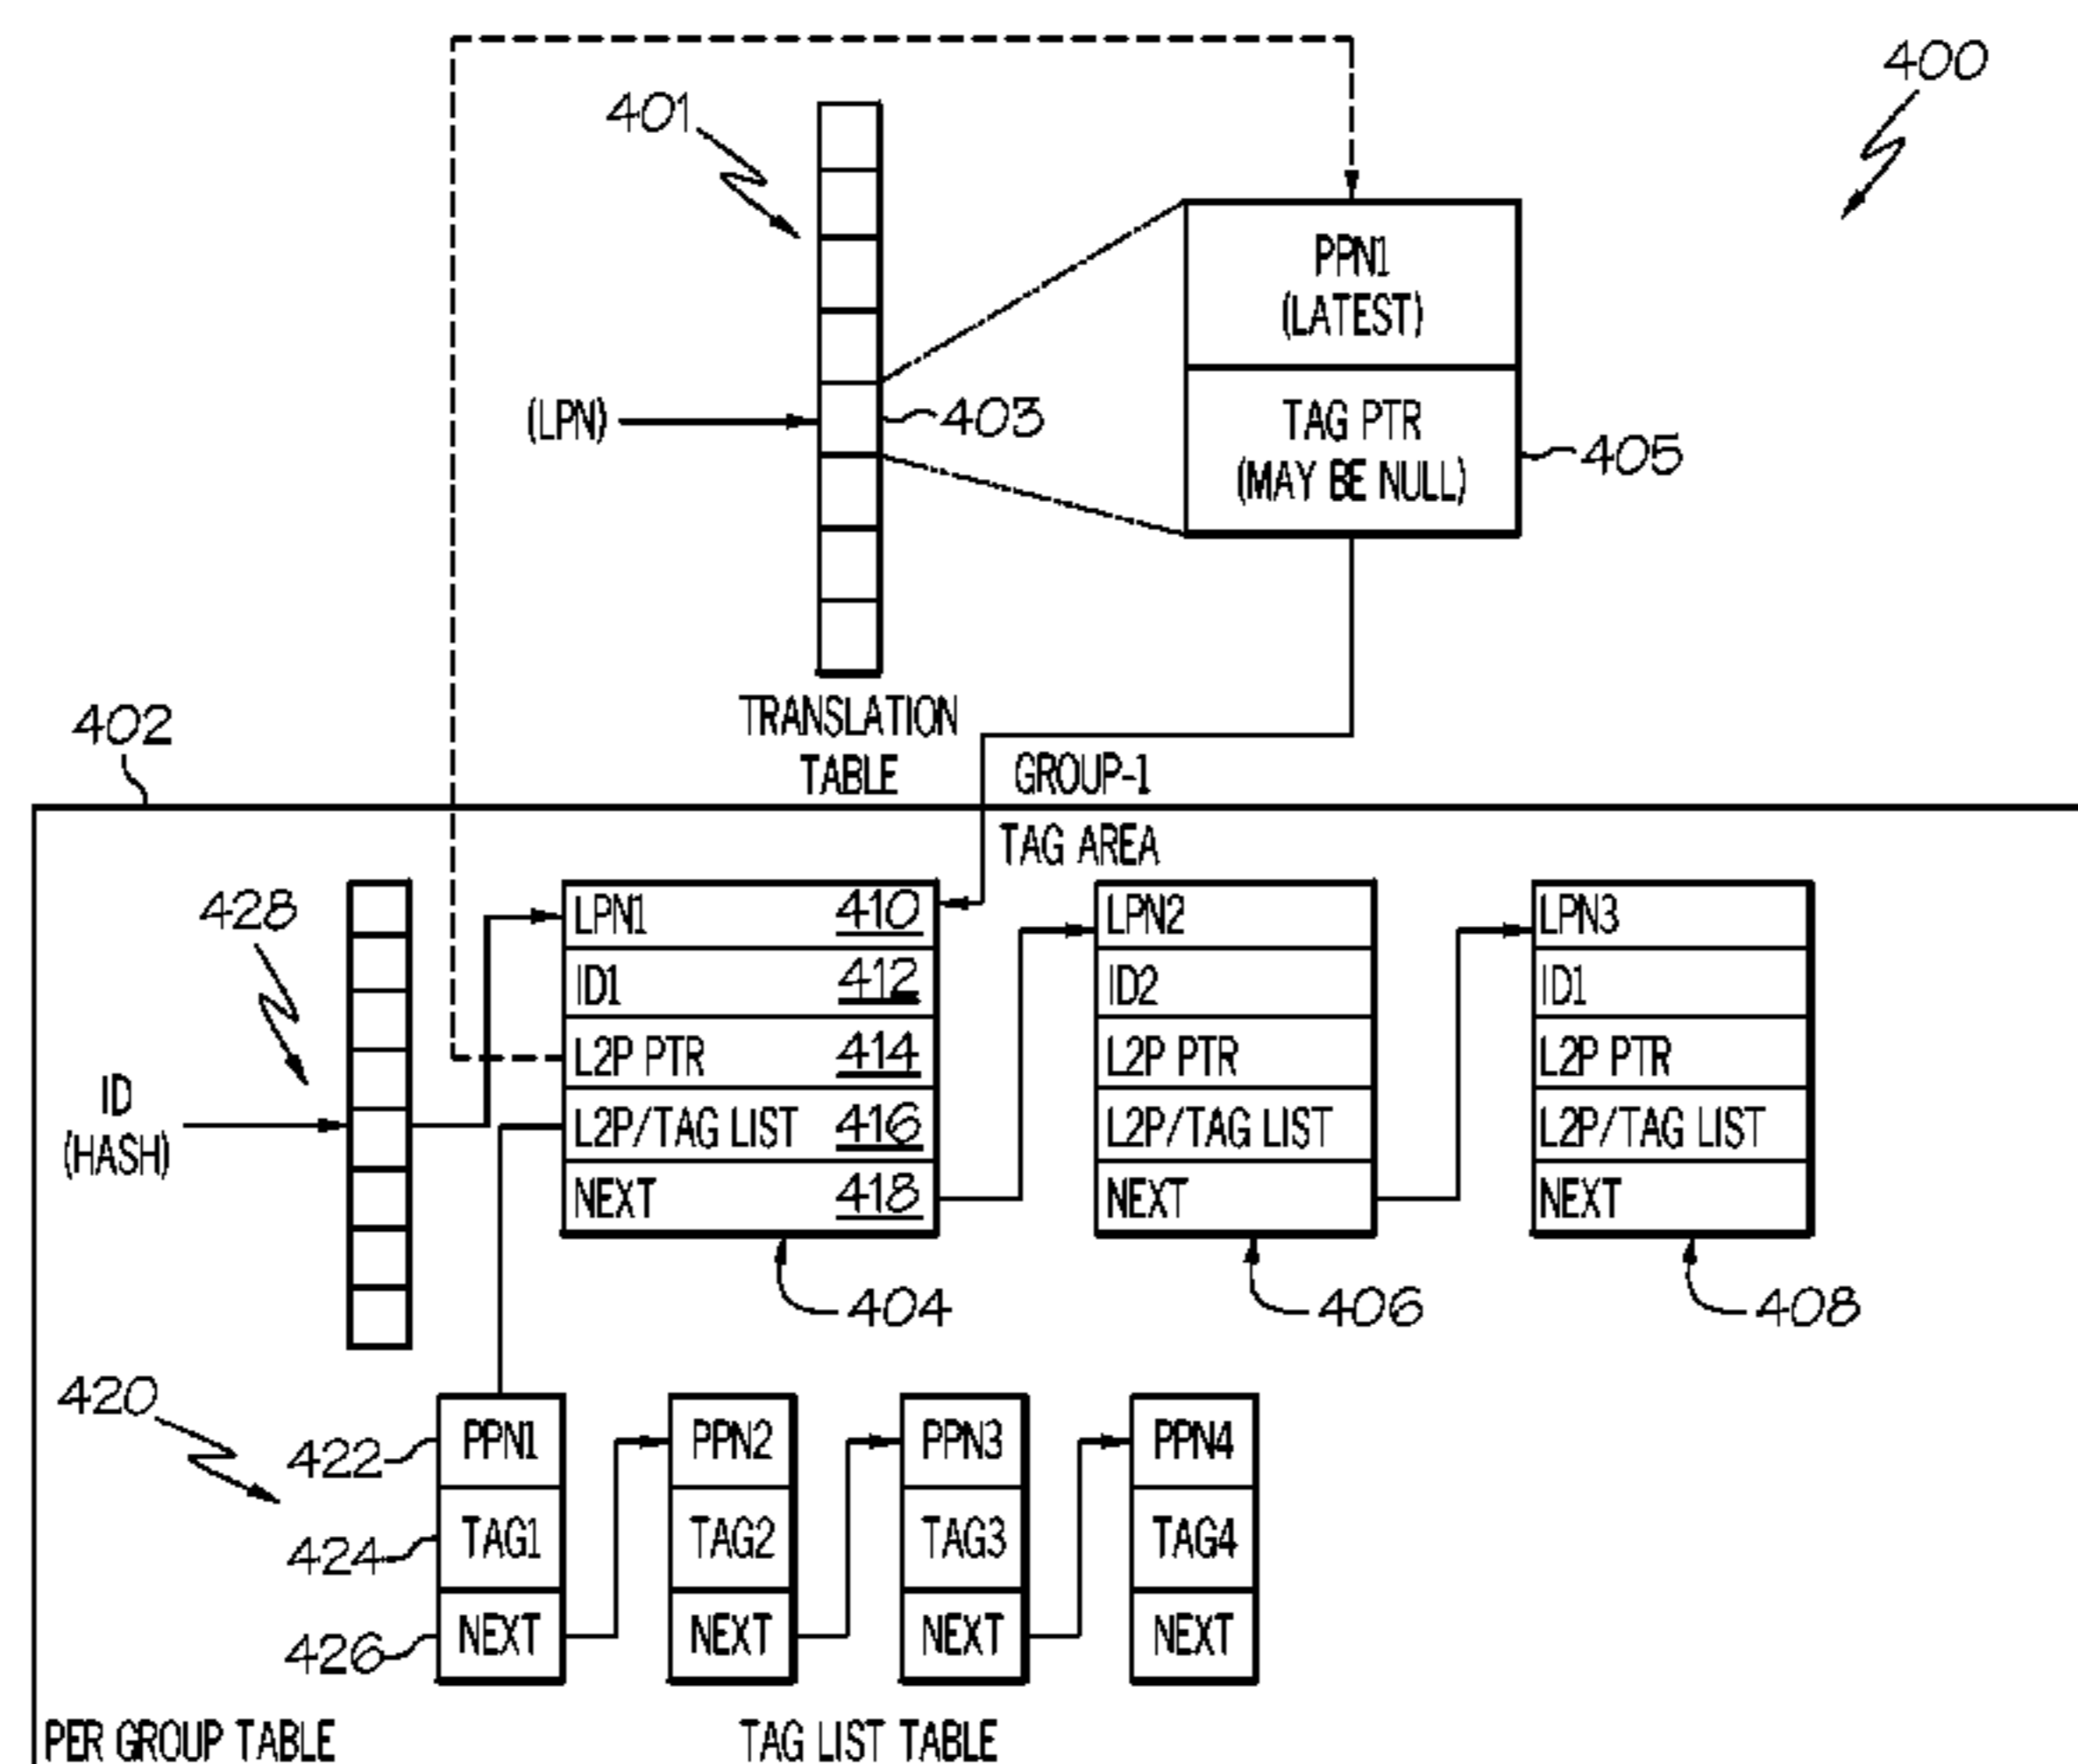 400
401
PPN1
(LATEST)
(LPN)
403
TAG PTR
(MAY BE NULL)
405
TRANSLATION
TABLE
402
GROUP-1
TAG AREA
428
LPN1 410
ID1 412
L2P PTR 414
L2P/TAG LIST 416
NEXT 418
LPN2
ID2
L2P PTR
L2P/TAG LIST
NEXT
LPN3
ID1
L2P PTR
L2P/TAG LIST
NEXT
ID
(HASH)
404
406
408
420
422
424
426
PPN1
TAG1
NEXT
PPN2
TAG2
NEXT
PPN3
TAG3
NEXT
PPN4
TAG4
NEXT
PER GROUP TABLE
TAG LIST TABLE